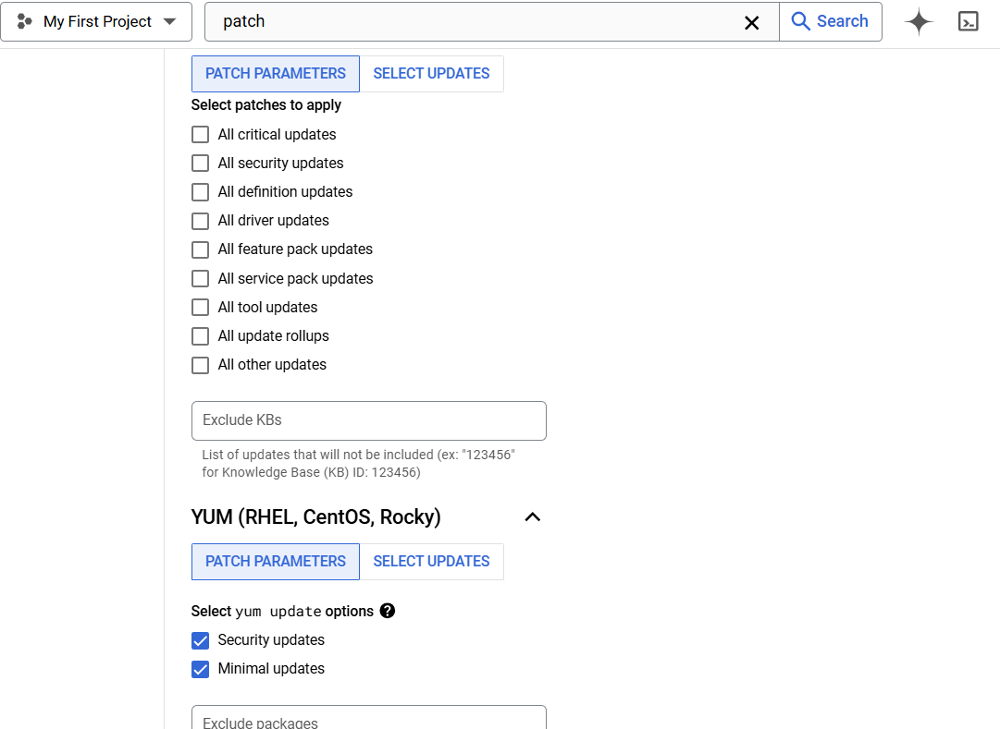 My First Project
patch
Search
PATCH PARAMETERS
SELECT UPDATES
Select patches to apply
All critical updates
All security updates
All definition updates
All driver updates
All feature pack updates
All service pack updates
All tool updates
All update rollups
All other updates
Exclude KBs
List of updates that will not be included (ex: "123456"
for Knowledge Base (KB) ID: 123456)
YUM (RHEL, CentOS, Rocky)
PATCH PARAMETERS
SELECT UPDATES
Select yum update options
Security updates
Minimal updates
Exclude packages